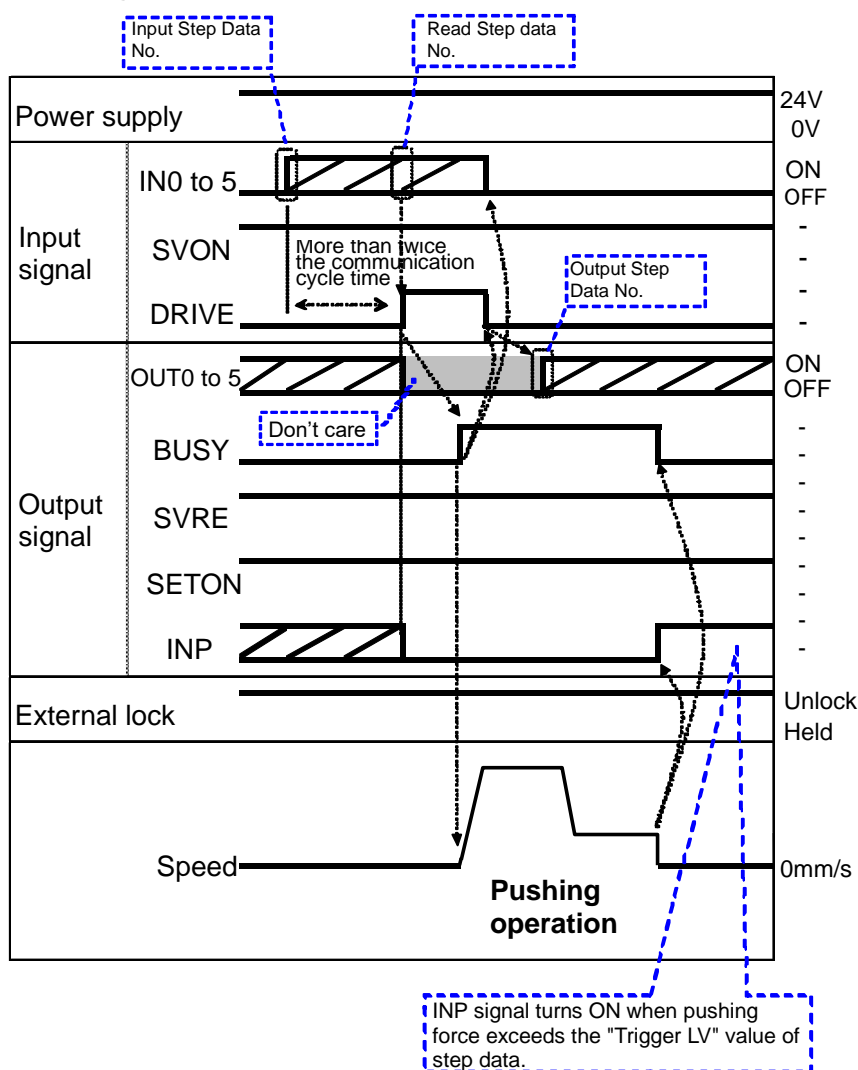 Input Step Data
No.
Read Step data
No.
Power supply
24V
0V
Input
signal
IN0 to 5
ON
OFF
SVON
-
More than twice
the communication
cycle time
Output Step
Data No.
DRIVE
-
-
Output
signal
OUT0 to 5
ON
OFF
Don't care
BUSY
-
-
SVRE
-
-
SETON
-
-
INP
-
-
External lock
Unlock
Held
Speed
0mm/s
Pushing
operation
INP signal turns ON when pushing
force exceeds the "Trigger LV" value of
step data.